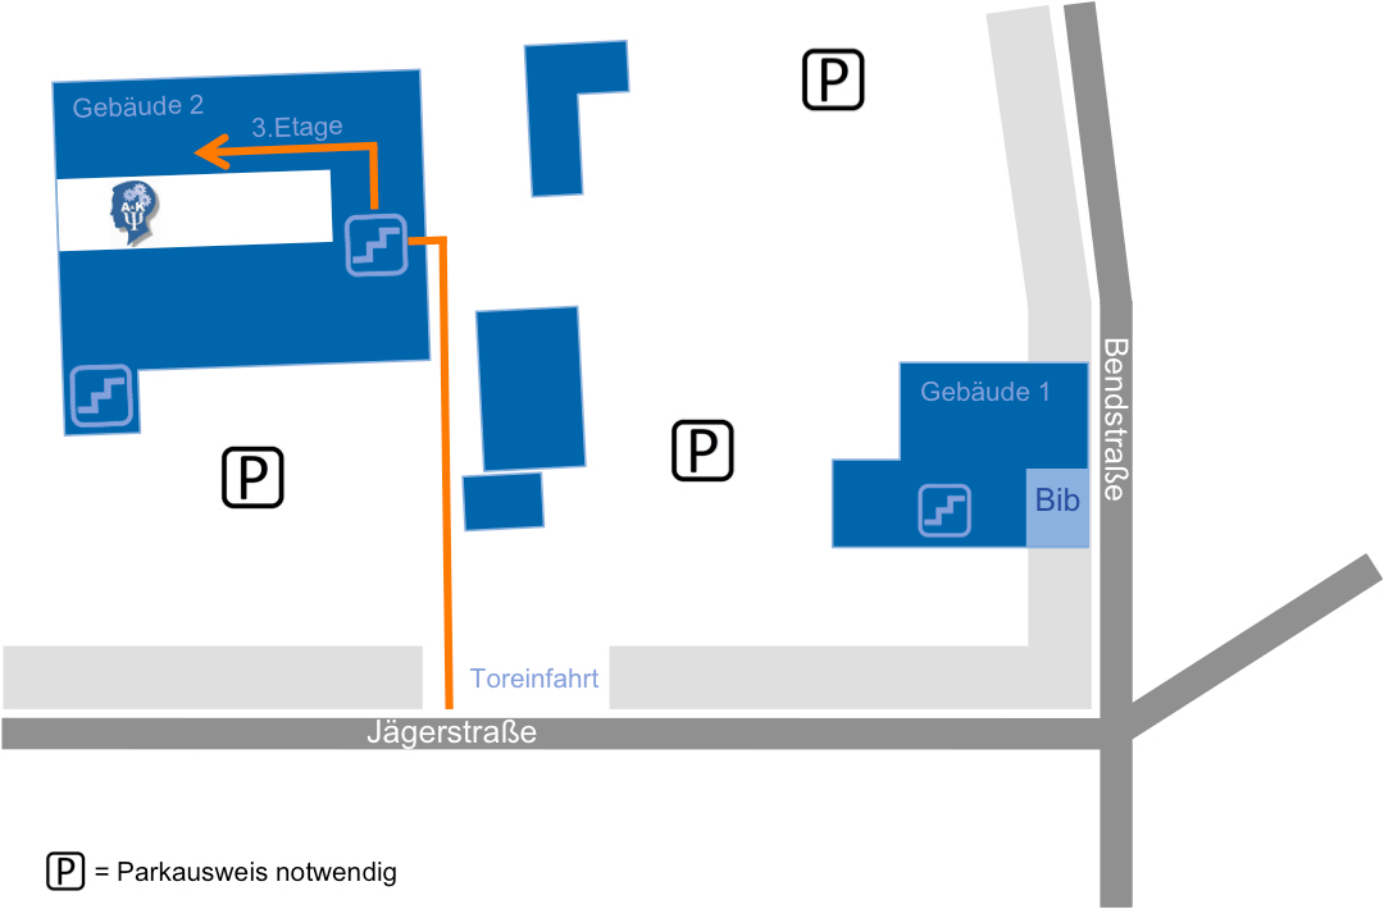 Gebäude 2
3.Etage
A&K
Ψ
P
P
P
Gebäude 1
Bib
Bendstraße
Toreinfahrt
Jägerstraße
P = Parkausweis notwendig